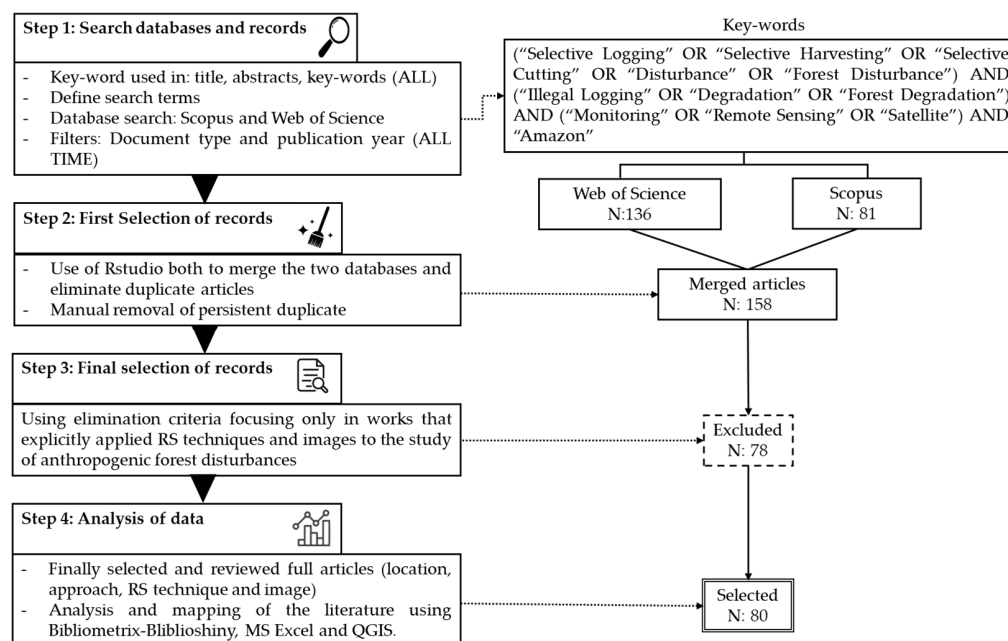 Step 1: Search databases and records
- Key-word used in: title, abstracts, key-words (ALL)
- Define search terms
- Database search: Scopus and Web of Science
- Filters: Document type and publication year (ALL
TIME)
Step 2: First Selection of records
- Use of Rstudio both to merge the two databases and
eliminate duplicate articles
- Manual removal of persistent duplicate
Step 3: Final selection of records
Using elimination criteria focusing only in works that
explicitly applied RS techniques and images to the study
of anthropogenic forest disturbances
Step 4: Analysis of data
- Finally selected and reviewed full articles (location,
approach, RS technique and image)
- Analysis and mapping of the literature using
Bibliometrix-Bliblioshiny, MS Excel and QGIS.
Key-words
(“Selective Logging” OR “Selective Harvesting” OR “Selective
Cutting” OR “Disturbance” OR “Forest Disturbance”) AND
(“Illegal Logging” OR “Degradation” OR “Forest Degradation”)
AND (“Monitoring” OR “Remote Sensing” OR “Satellite”) AND
“Amazon”
Web of Science
N:136
Scopus
N: 81
Merged articles
N: 158
Excluded
N: 78
Selected
N: 80